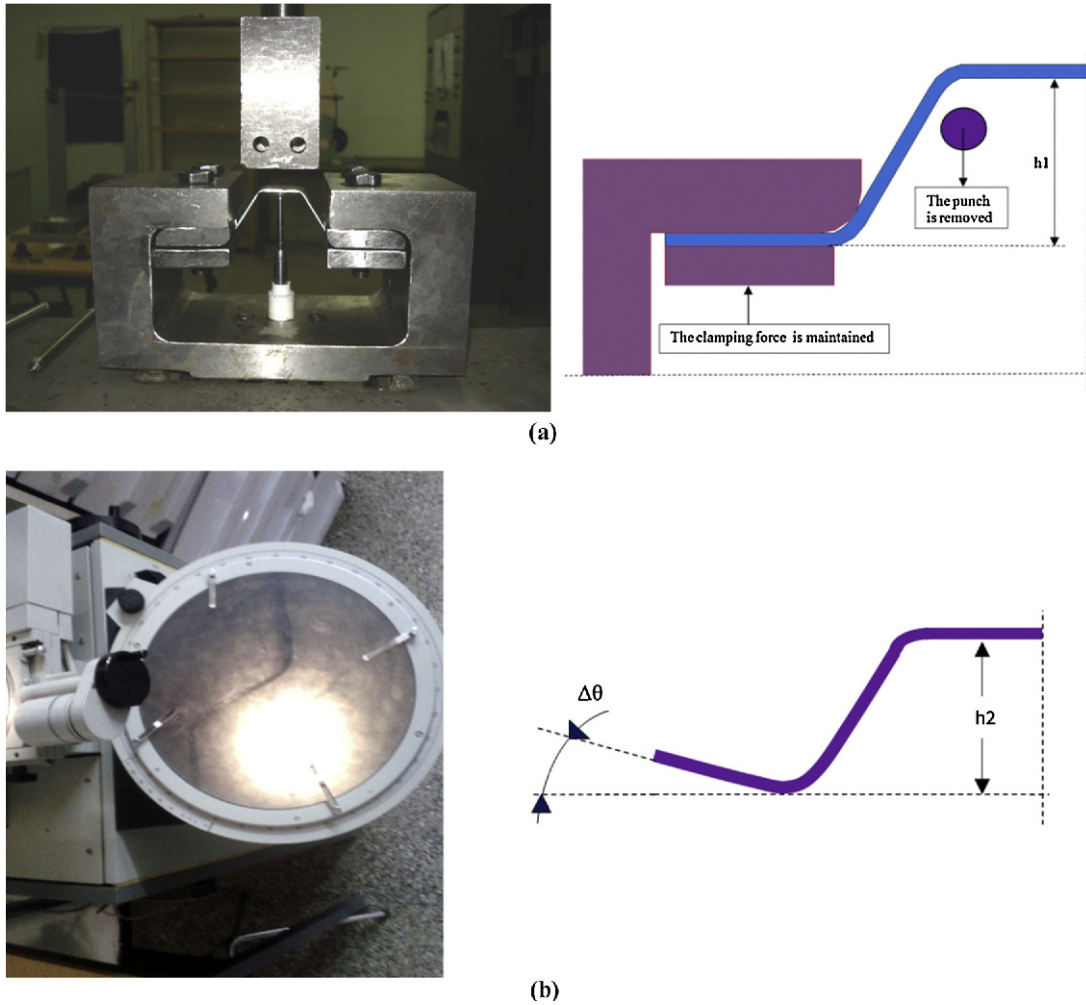 h1
The punch
is removed
The clamping force is maintained
(a)
Δθ
h2
(b)